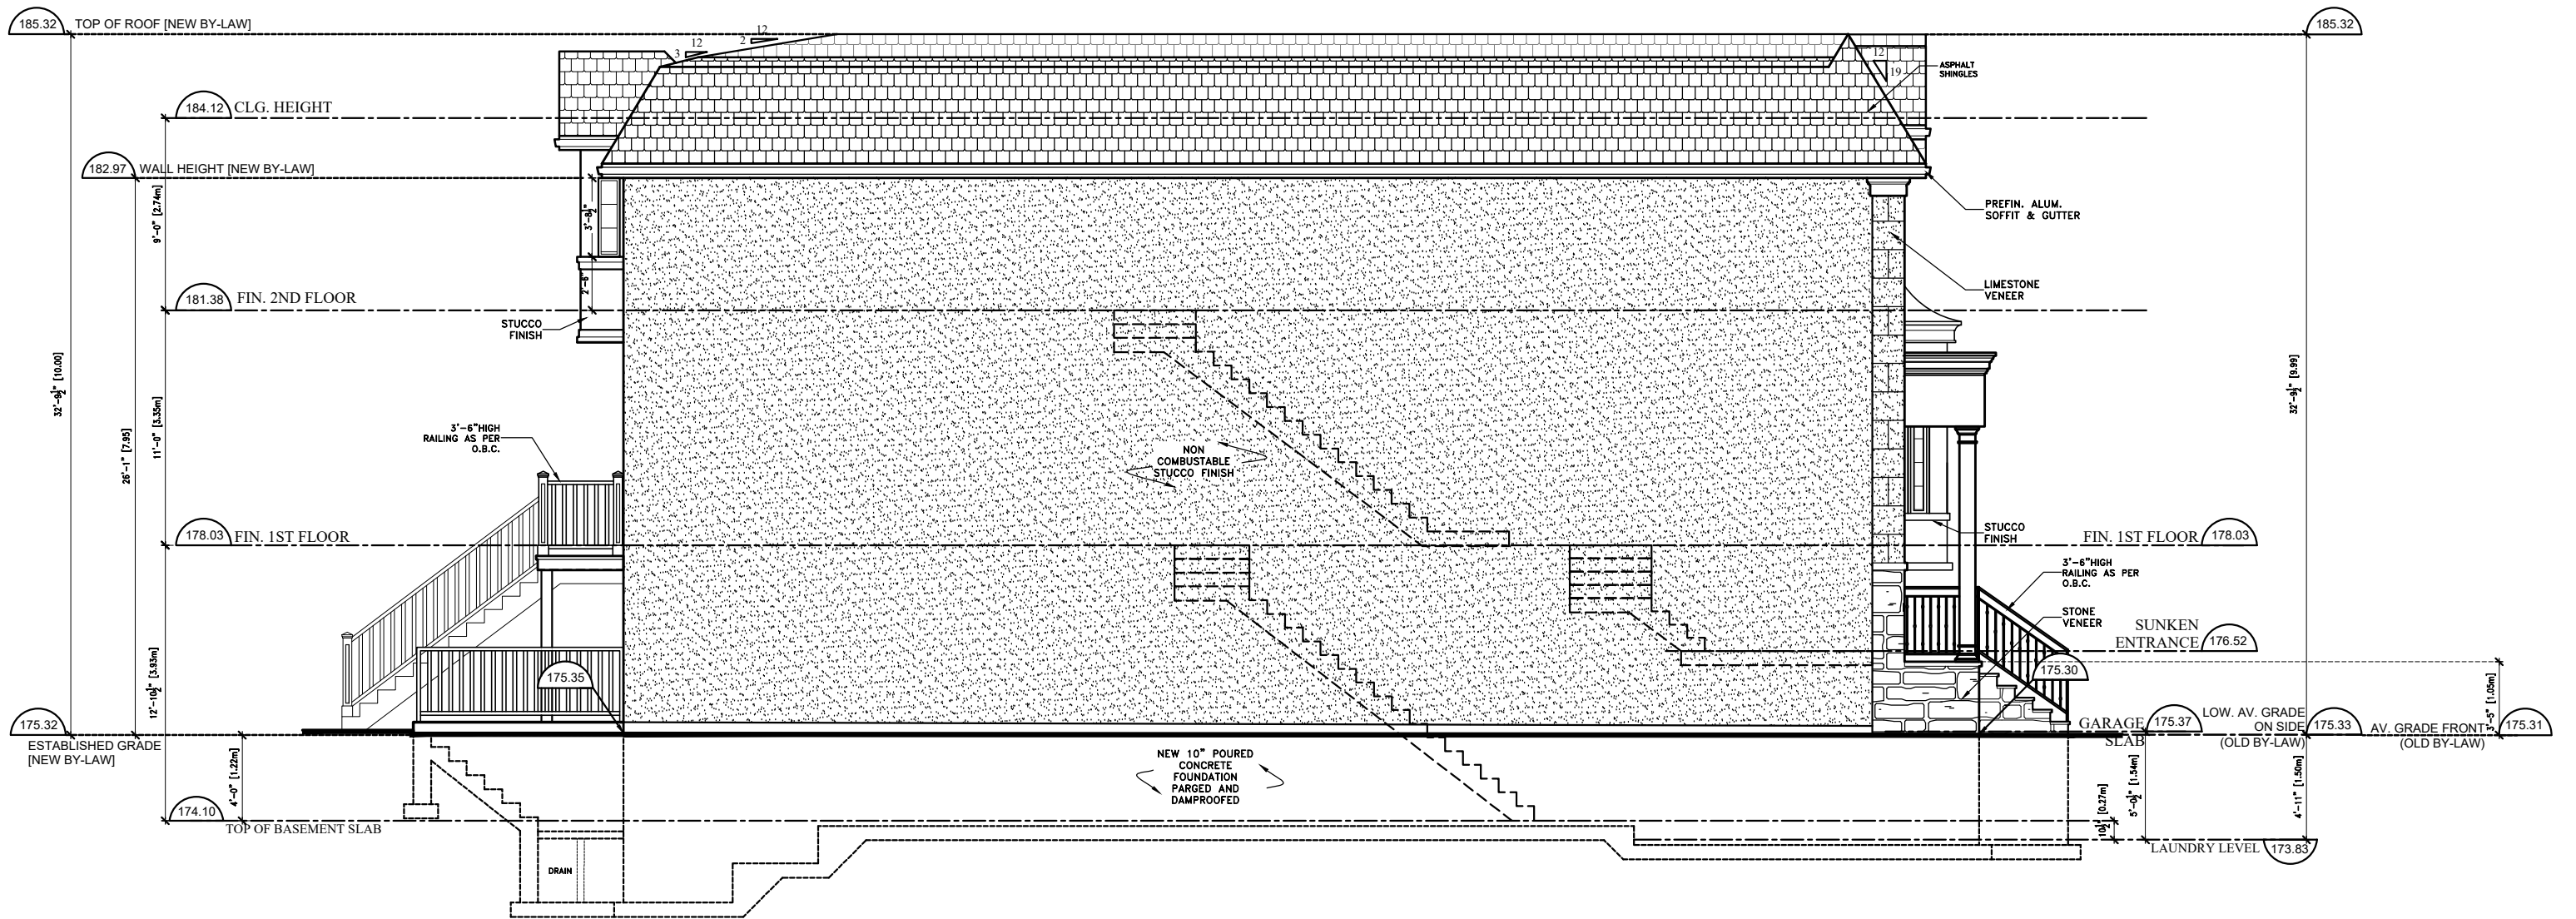 185.32
TOP OF ROOF [NEW BY-LAW]
12
2
12
3
185.32
12
19
ASPHALT
SHINGLES
184.12
CLG. HEIGHT
182.97
WALL HEIGHT [NEW BY-LAW]
9'-0" [2.74m]
3'-8½"
PREFIN. ALUM.
SOFFIT & GUTTER
2'-6"
LIMESTONE
VENEER
181.38
FIN. 2ND FLOOR
STUCCO
FINISH
32'-9½" [10.00]
26'-1" [7.95]
11'-0" [3.35m]
32'-9½" [9.99]
3'-6"HIGH
RAILING AS PER
O.B.C.
NON
COMBUSTABLE
STUCCO FINISH
178.03
FIN. 1ST FLOOR
STUCCO
FINISH
FIN. 1ST FLOOR
178.03
3'-6"HIGH
RAILING AS PER
O.B.C.
STONE
VENEER
SUNKEN
ENTRANCE
176.52
175.35
175.30
12'-10½" [3.93m]
3'-5" [1.05m]
175.32
ESTABLISHED GRADE
[NEW BY-LAW]
GARAGE
SLAB
175.37
LOW. AV. GRADE
ON SIDE
(OLD BY-LAW)
175.33
AV. GRADE FRONT
(OLD BY-LAW)
175.31
4'-0" [1.22m]
NEW 10" POURED
CONCRETE
FOUNDATION
PARGED AND
DAMPROOFED
10½" [0.27m]
5'-0½" [1.54m]
4'-11" [1.50m]
174.10
TOP OF BASEMENT SLAB
LAUNDRY LEVEL
173.83
DRAIN